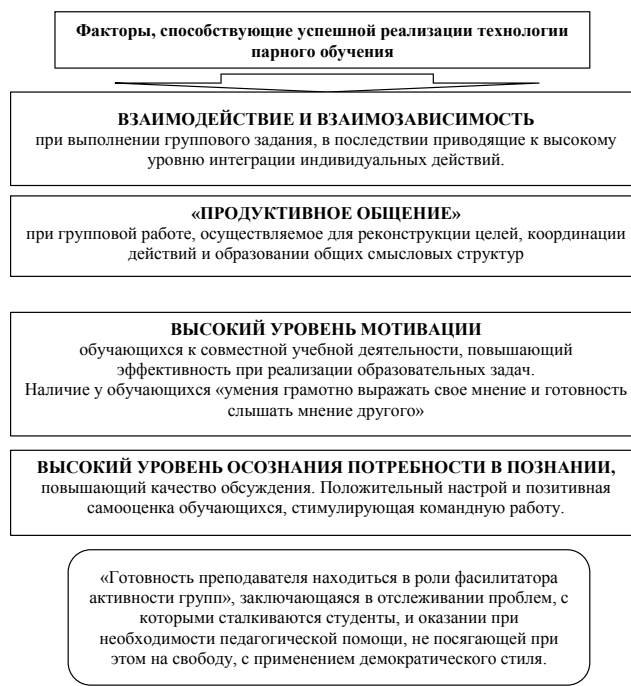 Факторы, способствующие успешной реализации технологии
парного обучения
ВЗАИМОДЕЙСТВИЕ И ВЗАИМОЗАВИСИМОСТЬ
при выполнении группового задания, в последствии приводящие к высокому
уровню интеграции индивидуальных действий.
«ПРОДУКТИВНОЕ ОБЩЕНИЕ»
при групповой работе, осуществляемое для реконструкции целей, координации
действий и образовании общих смысловых структур
ВЫСОКИЙ УРОВЕНЬ МОТИВАЦИИ
обучающихся к совместной учебной деятельности, повышающий
эффективность при реализации образовательных задач.
Наличие у обучающихся «умения грамотно выражать свое мнение и готовность
слышать мнение другого»
ВЫСОКИЙ УРОВЕНЬ ОСОЗНАНИЯ ПОТРЕБНОСТИ В ПОЗНАНИИ,
повышающий качество обсуждения. Положительный настрой и позитивная
самооценка обучающихся, стимулирующая командную работу.
«Готовность преподавателя находиться в роли фасилитатора
активности групп», заключающаяся в отслеживании проблем, с
которыми сталкиваются студенты, и оказании при
необходимости педагогической помощи, не посягающей при
этом на свободу, с применением демократического стиля.